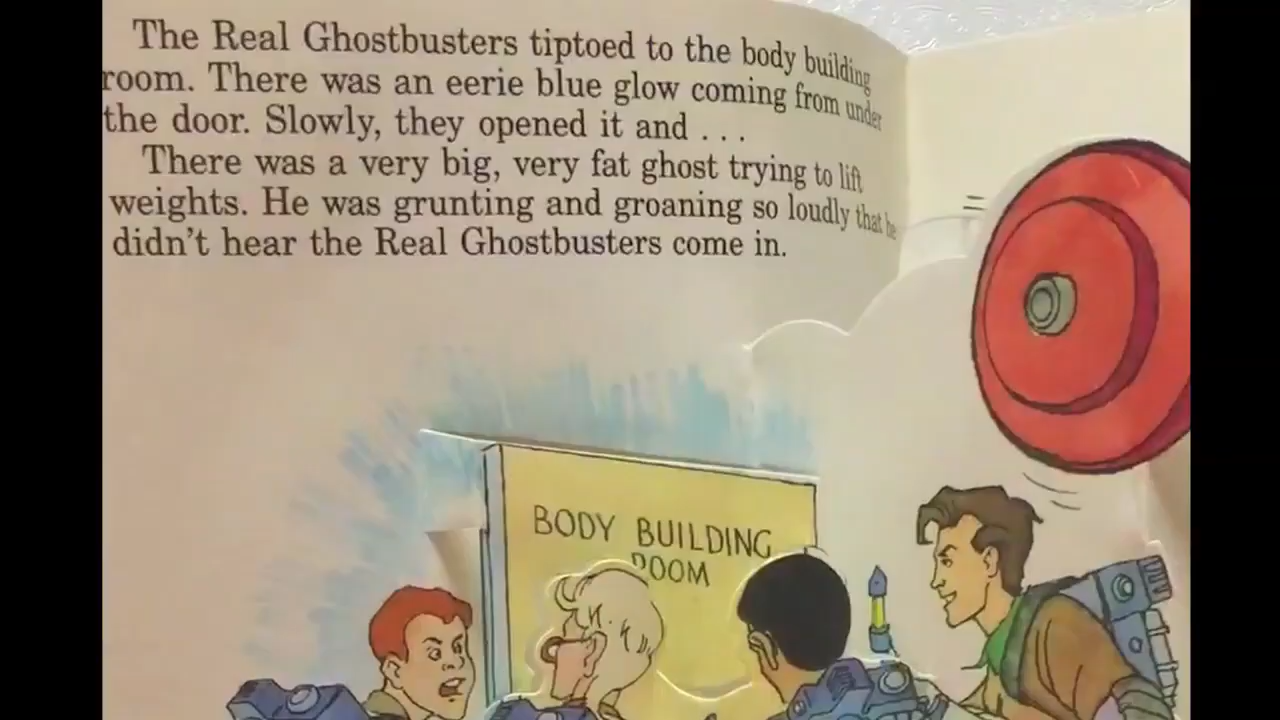 The Real Ghostbusters tiptoed to the body building
room. There was an eerie blue glow coming from under
the door. Slowly, they opened it and . . .
There was a very big, very fat ghost trying to lift
weights. He was grunting and groaning so loudly that he
didn't hear the Real Ghostbusters come in.
BODY BUILDING
ROOM